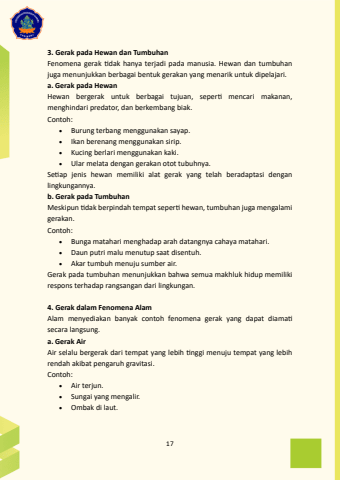 3. Gerak pada Hewan dan Tumbuhan
Fenomena gerak tidak hanya terjadi pada manusia. Hewan dan tumbuhan
juga menunjukkan berbagai bentuk gerakan yang menarik untuk dipelajari.
a. Gerak pada Hewan
Hewan bergerak untuk berbagai tujuan, seperti mencari makanan,
menghindari predator, dan berkembang biak.
Contoh:
• Burung terbang menggunakan sayap.
• Ikan berenang menggunakan sirip.
• Kucing berlari menggunakan kaki.
• Ular melata dengan gerakan otot tubuhnya.
Setiap jenis hewan memiliki alat gerak yang telah beradaptasi dengan
lingkungannya.
b. Gerak pada Tumbuhan
Meskipun tidak berpindah tempat seperti hewan, tumbuhan juga mengalami
gerakan.
Contoh:
• Bunga matahari menghadap arah datangnya cahaya matahari.
• Daun putri malu menutup saat disentuh.
• Akar tumbuh menuju sumber air.
Gerak pada tumbuhan menunjukkan bahwa semua makhluk hidup memiliki
respons terhadap rangsangan dari lingkungan.
4. Gerak dalam Fenomena Alam
Alam menyediakan banyak contoh fenomena gerak yang dapat diamati
secara langsung.
a. Gerak Air
Air selalu bergerak dari tempat yang lebih tinggi menuju tempat yang lebih
rendah akibat pengaruh gravitasi.
Contoh:
• Air terjun.
• Sungai yang mengalir.
• Ombak di laut.
17